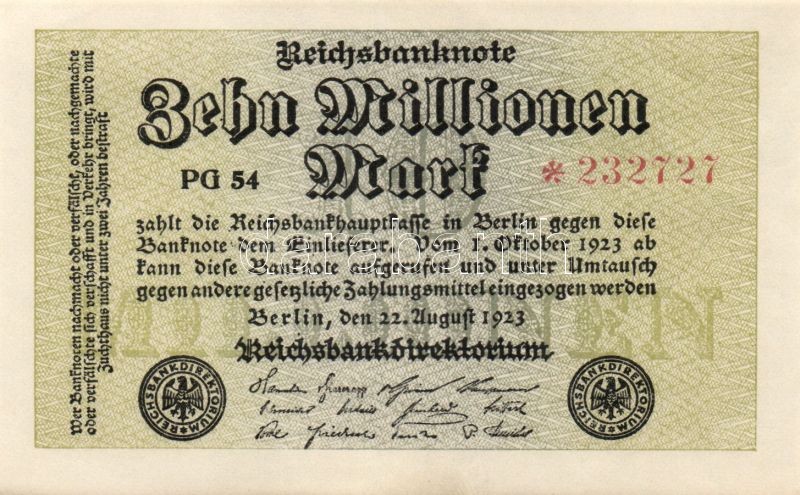 Reichsbanknote
Zehn Millionen
Mark
PG 54
*232727
zahlt die Reichsbankhauptkasse in Berlin gegen diese
Banknote dem Einlieferer. Vom 1. Oktober 1923 ab
kann diese Banknote aufgerufen und unter Umtausch
gegen andere gesetzliche Zahlungsmittel eingezogen werden
Berlin, den 22. August 1923
Reichsbankdirektorium
REICHSBANKDIREKTORIUM
REICHSBANKDIREKTORIUM
Wer Banknoten nachmacht oder verfälscht, oder nachgemachte
oder verfälschte sich verschafft und in Verkehr bringt, wird mit
Zuchthaus nicht unter zwei Jahren bestraft.